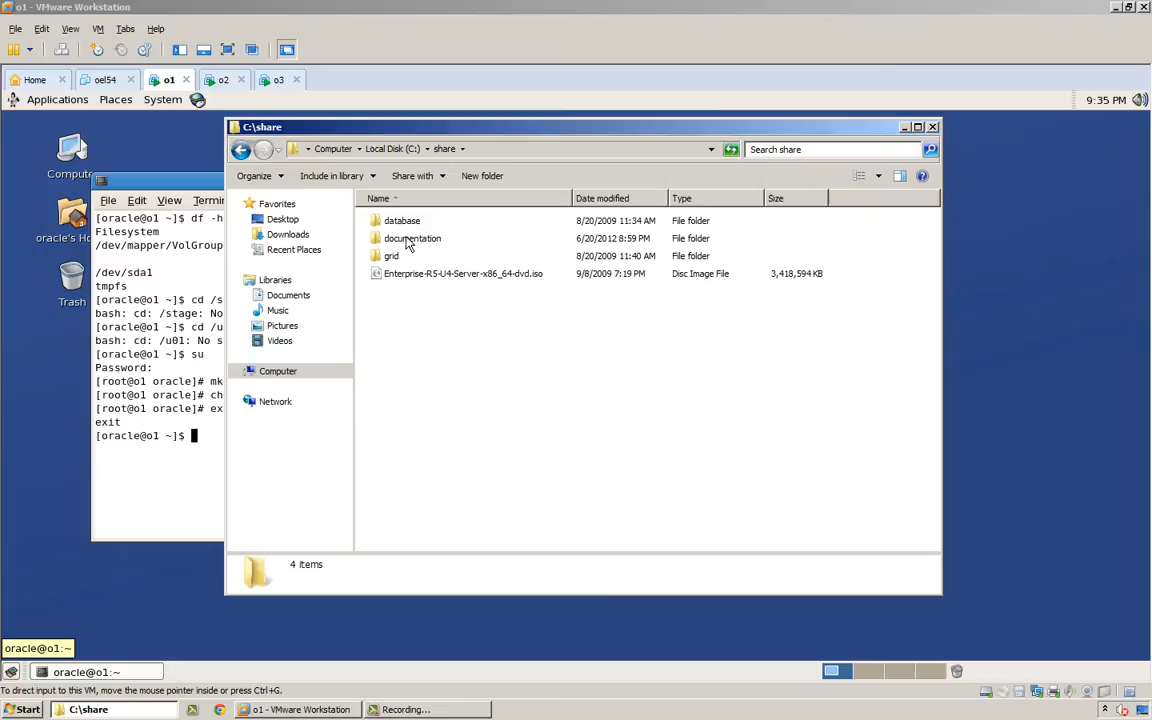 o1 - VMware Workstation
File Edit View VM Tabs Help
Home oel54 o1 o2 o3
Applications Places System 9:35 PM
Comput
oracle's Ho
Trash
File Edit View Termin
[oracle@o1 ~]$ df -h
Filesystem
/dev/mapper/VolGroup
/dev/sda1
tmpfs
[oracle@o1 ~]$ cd /s
bash: cd: /stage: No
[oracle@o1 ~]$ cd /u
bash: cd: /u01: No s
[oracle@o1 ~]$ su
Password:
[root@o1 oracle]# mk
[root@o1 oracle]# ch
[root@o1 oracle]# ex
exit
[oracle@o1 ~]$
C:\share
Computer Local Disk (C:) share Search share
Organize Include in library Share with New folder
Favorites
Desktop
Downloads
Recent Places
Libraries
Documents
Music
Pictures
Videos
Computer
Network
Name Date modified Type Size
database 8/20/2009 11:34 AM File folder
documentation 6/20/2012 8:59 PM File folder
grid 8/20/2009 11:40 AM File folder
Enterprise-R5-U4-Server-x86_64-dvd.iso 9/8/2009 7:19 PM Disc Image File 3,418,594 KB
4 items
oracle@o1:~
oracle@o1:~
To direct input to this VM, move the mouse pointer inside or press Ctrl+G.
Start C:\share o1 - VMware Workstation Recording... 9:35 PM